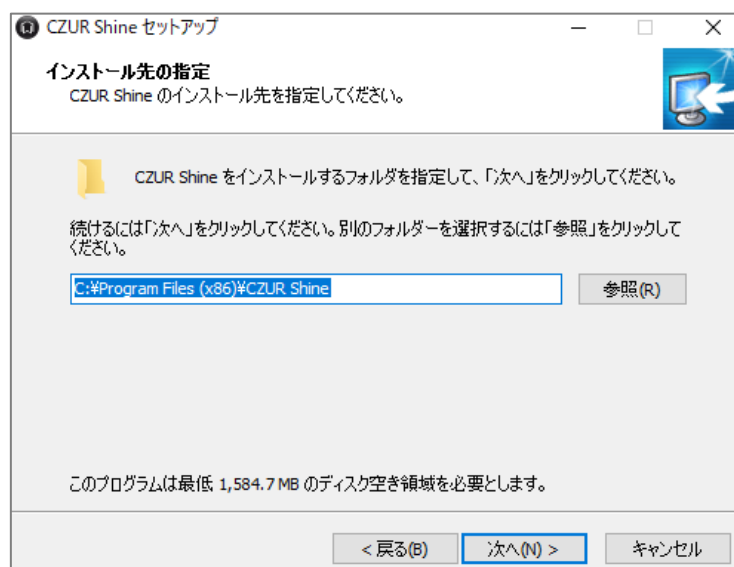 CZUR Shine セットアップ
インストール先の指定
CZUR Shine のインストール先を指定してください。
CZUR Shine をインストールするフォルダを指定して、「次へ」をクリックしてください。
続けるには「次へ」をクリックしてください。別のフォルダーを選択するには「参照」をクリックして
ください。
C:¥Program Files (x86)¥CZUR Shine
参照(R)
このプログラムは最低 1,584.7 MB のディスク空き領域を必要とします。
< 戻る(B)
次へ(N) >
キャンセル